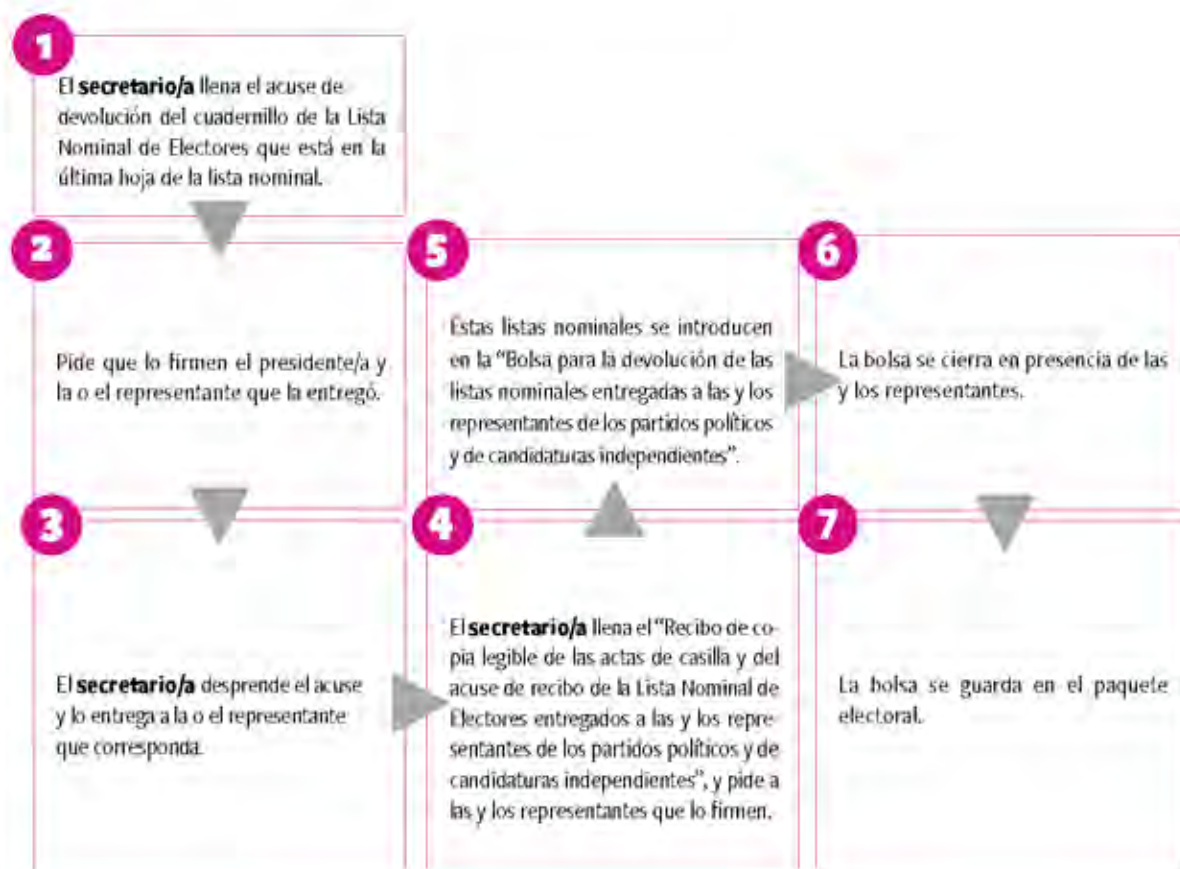 1
El secretario/a llena el acuse de
devolución del cuadernillo de la Lista
Nominal de Electores que está en la
última hoja de la lista nominal.
2
Pide que lo firmen el presidente/a y
la o el representante que la entregó.
3
El secretario/a desprende el acuse
y lo entrega a la o el representante
que corresponda.
4
El secretario/a llena el “Recibo de co-
pia legible de las actas de casilla y del
acuse de recibo de la Lista Nominal de
Electores entregados a las y los repre-
sentantes de los partidos políticos y de
candidaturas independientes”, y pide a
las y los representantes que lo firmen.
5
Estas listas nominales se introducen
en la “Bolsa para la devolución de las
listas nominales entregadas a las y los
representantes de los partidos políticos
y de candidaturas independientes”.
6
La bolsa se cierra en presencia de las
y los representantes.
7
La bolsa se guarda en el paquete
electoral.